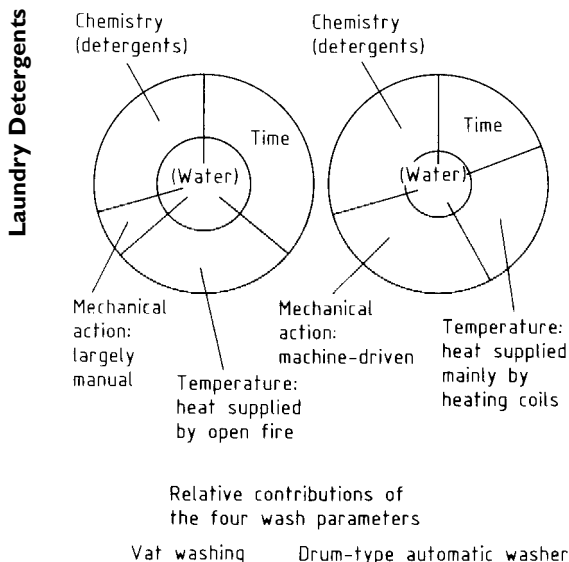 Laundry Detergents
Chemistry
(detergents)
Time
(Water)
Mechanical
action:
largely
manual
Temperature:
heat supplied
by open fire
Chemistry
(detergents)
Time
(Water)
Mechanical
action:
machine-driven
Temperature:
heat supplied
mainly by
heating coils
Relative contributions of
the four wash parameters
Vat washing
Drum-type automatic washer